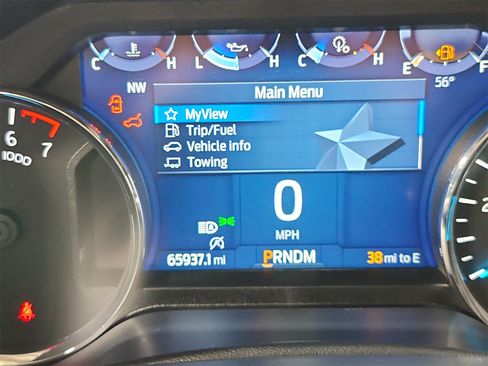 C H L H C H E F
NW 56°
Main Menu
MyView
Trip/Fuel
Vehicle info
Towing
6
7
1000
0
MPH
65937.1 mi PRNDM 38 mi to E